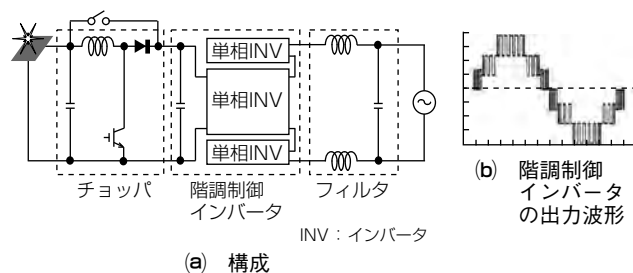 単相INV
単相INV
単相INV
チョッパ
階調制御
インバータ
フィルタ
INV：インバータ
(a) 構成
(b) 階調制御
インバータ
の出力波形